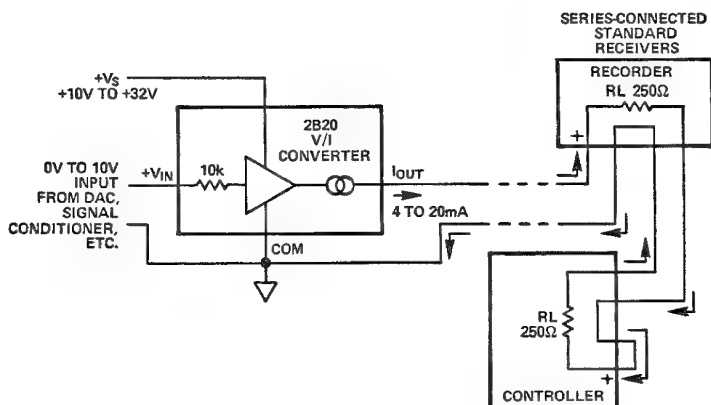 SERIES-CONNECTED
STANDARD
RECEIVERS
RECORDER
RL 250Ω
+
+VS
+10V TO +32V
2B20
V/I
CONVERTER
0V TO 10V
INPUT
FROM DAC,
SIGNAL
CONDITIONER,
ETC.
+VIN
10k
IOUT
4 TO 20mA
COM
RL
250Ω
+
CONTROLLER